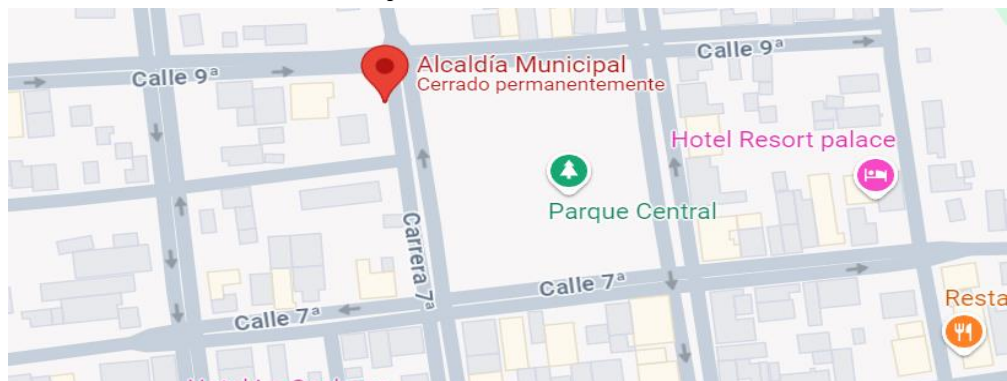 Calle 9ª
Alcaldía Municipal
Cerrado permanentemente
Calle 9ª
Hotel Resort palace
Parque Central
Carrera 7ª
Calle 7ª
Calle 7ª
Resta